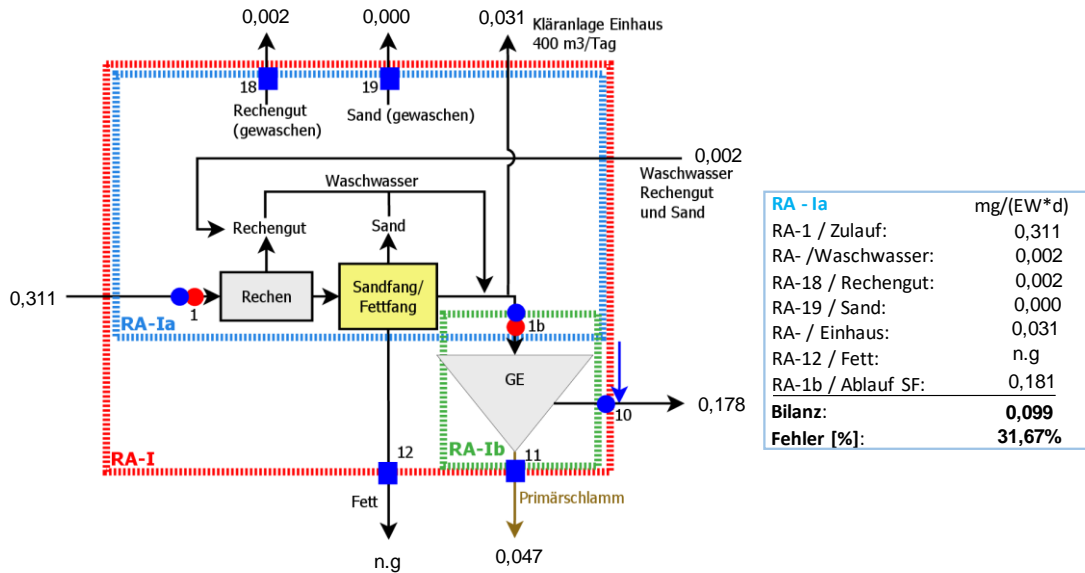 0,002
0,000
0,031
Kläranlage Einhaus
400 m3/Tag
18
19
Rechengut
(gewaschen)
Sand (gewaschen)
0,002
Waschwasser
Rechengut
und Sand
Waschwasser
Rechengut
Sand
0,311
1
Rechen
Sandfang/
Fettfang
1b
RA-Ia
GE
10
0,178
RA-Ib
RA-I
12
11
Fett
Primärschlamm
n.g
0,047
RA - Ia mg/(EW*d)
RA-1 / Zulauf: 0,311
RA- /Waschwasser: 0,002
RA-18 / Rechengut: 0,002
RA-19 / Sand: 0,000
RA- / Einhaus: 0,031
RA-12 / Fett: n.g
RA-1b / Ablauf SF: 0,181
Bilanz: 0,099
Fehler [%]: 31,67%